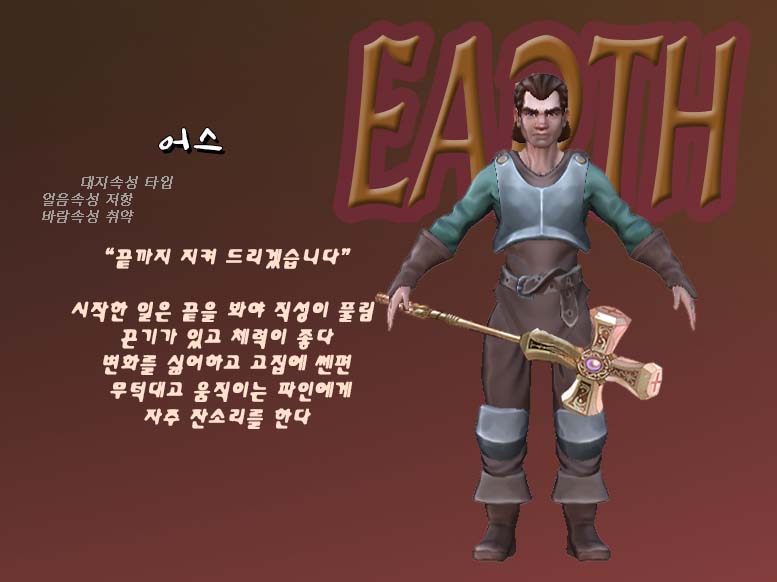 EARTH
어스
대지속성 타입
얼음속성 저항
바람속성 취약
“끝까지 지켜 드리겠습니다”
시작한 일은 끝을 봐야 직성이 풀림
끈기가 있고 체력이 좋다
변화를 싫어하고 고집에 쎈편
무턱대고 움직이는 파인에게
자주 잔소리를 한다